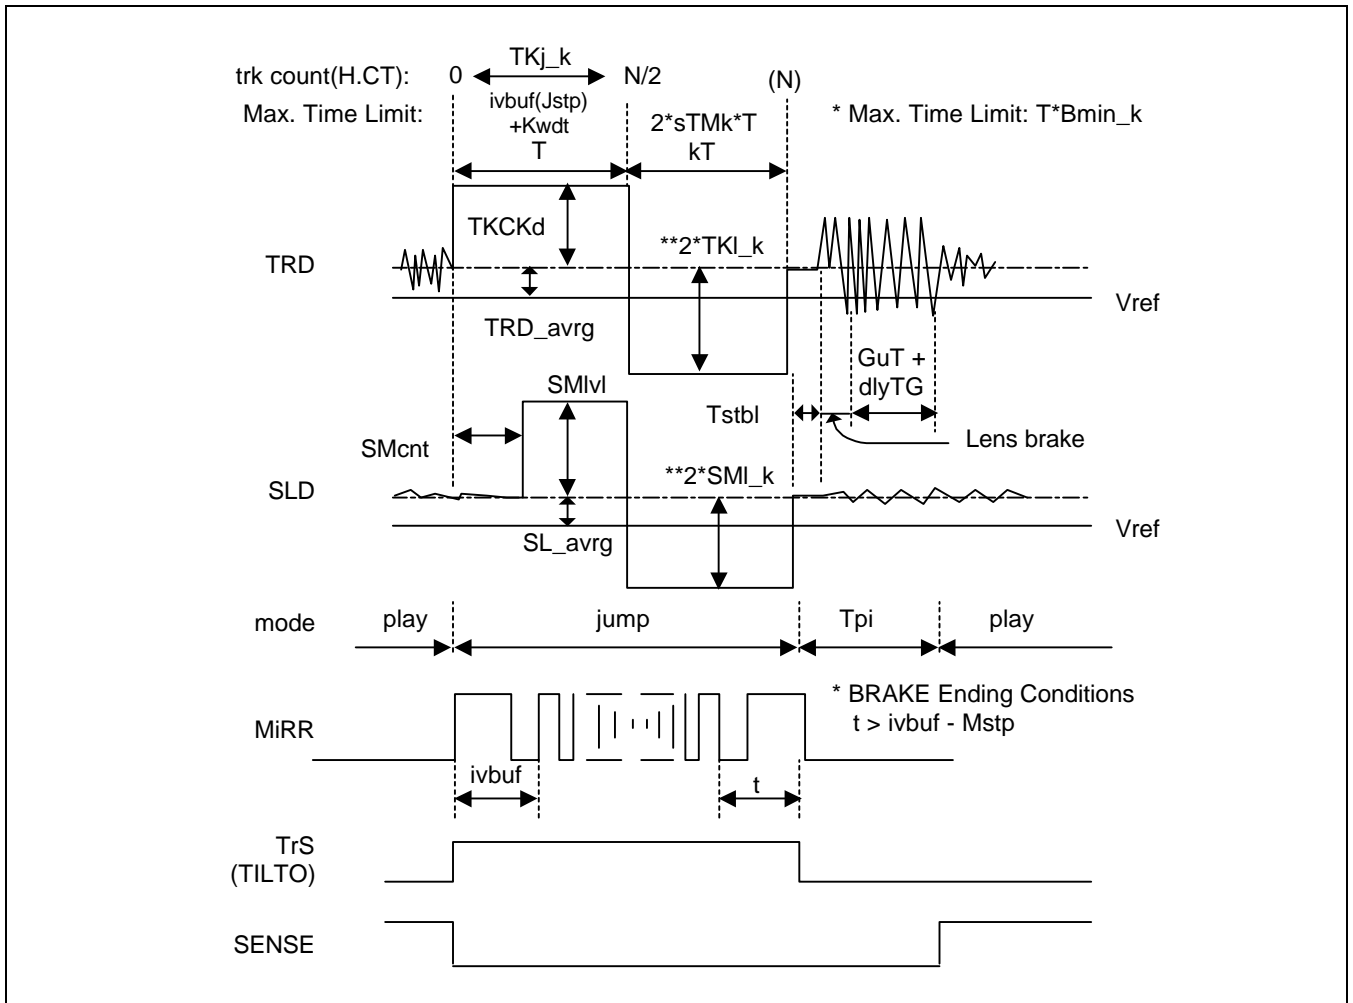 trk count(H.CT): 0 TKj_k N/2 (N)
Max. Time Limit: ivbuf(Jstp) 2*sTMk*T * Max. Time Limit: T*Bmin_k
+Kwdt
T kT
TKCKd
**2*TKl_k
TRD
Vref
TRD_avrg
GuT +
dlyTG
SMlvl
Tstbl
SMcnt
Lens brake
**2*SMl_k
SLD
Vref
SL_avrg
mode play jump Tpi play
* BRAKE Ending Conditions
t > ivbuf - Mstp
MiRR
ivbuf t
TrS
(TILTO)
SENSE